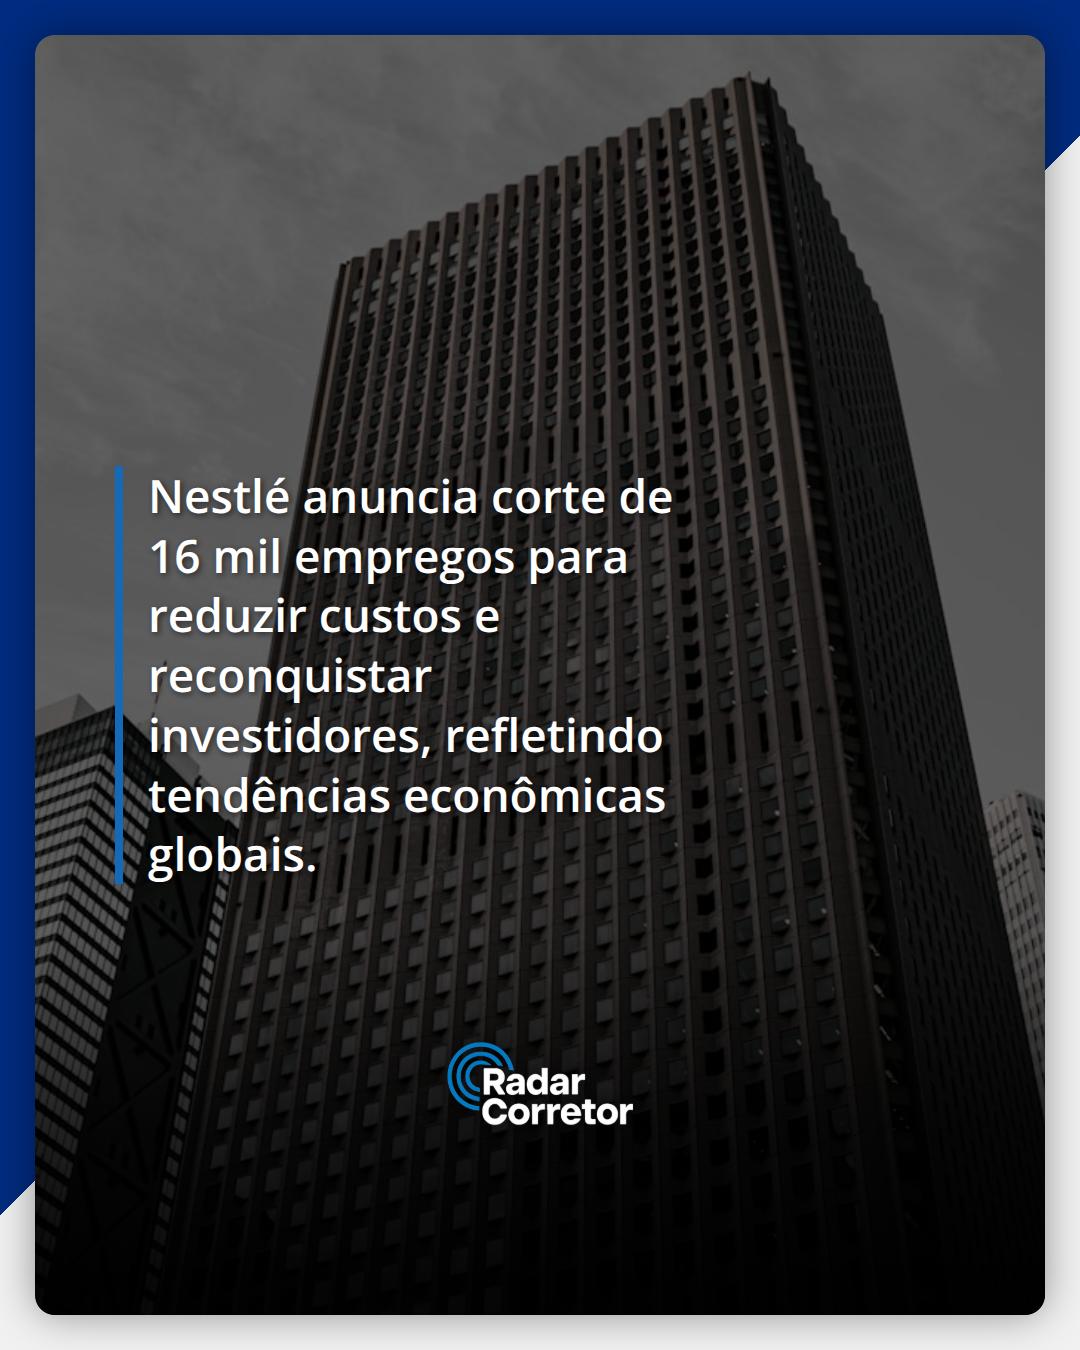 Nestlé anuncia corte de
16 mil empregos para
reduzir custos e
reconquistar
investidores, refletindo
tendências econômicas
globais.
Radar
Corretor